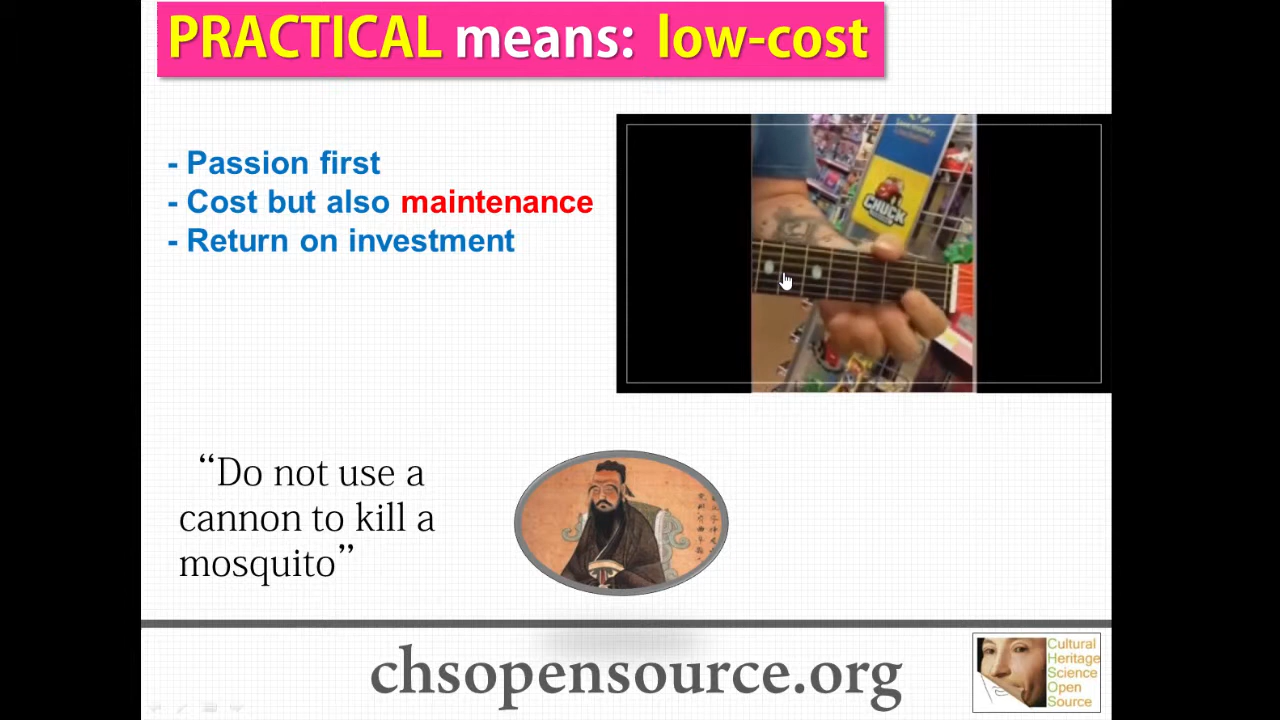 PRACTICAL means: low-cost
- Passion first
- Cost but also maintenance
- Return on investment
CHUCK
“Do not use a
cannon to kill a
mosquito”
chsopensource.org
Cultural
Heritage
Science
Open
Source